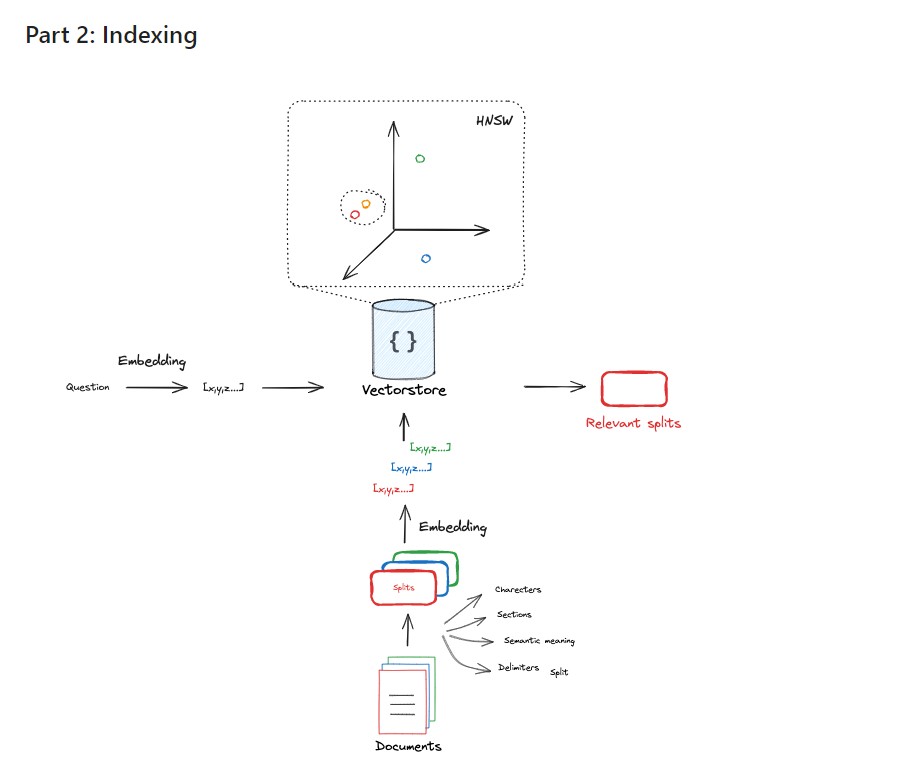 Part 2: Indexing
HNSW
{ }
Embedding
Question
[x,y,z...]
Vectorstore
Relevant splits
[x,y,z...]
[x,y,z...]
[x,y,z...]
Embedding
Splits
Charecters
Sections
Semantic meaning
Delimiters Split
Documents